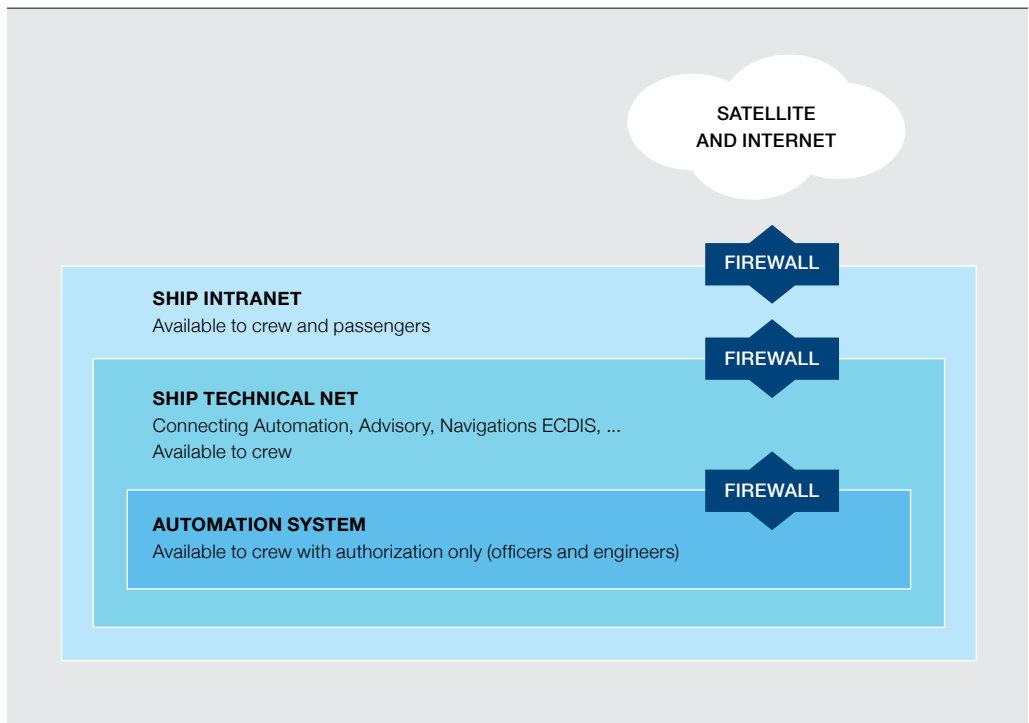 SATELLITE
AND INTERNET
FIREWALL
SHIP INTRANET
Available to crew and passengers
FIREWALL
SHIP TECHNICAL NET
Connecting Automation, Advisory, Navigations ECDIS, ...
Available to crew
FIREWALL
AUTOMATION SYSTEM
Available to crew with authorization only (officers and engineers)